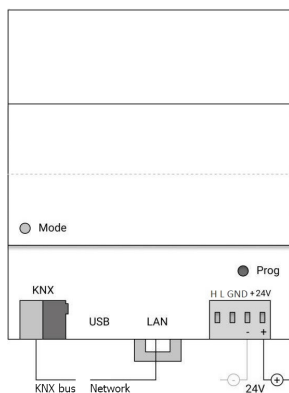 Mode
Prog
KNX
H L GND +24V
USB
LAN
- +
KNX bus
Network
- +
24V